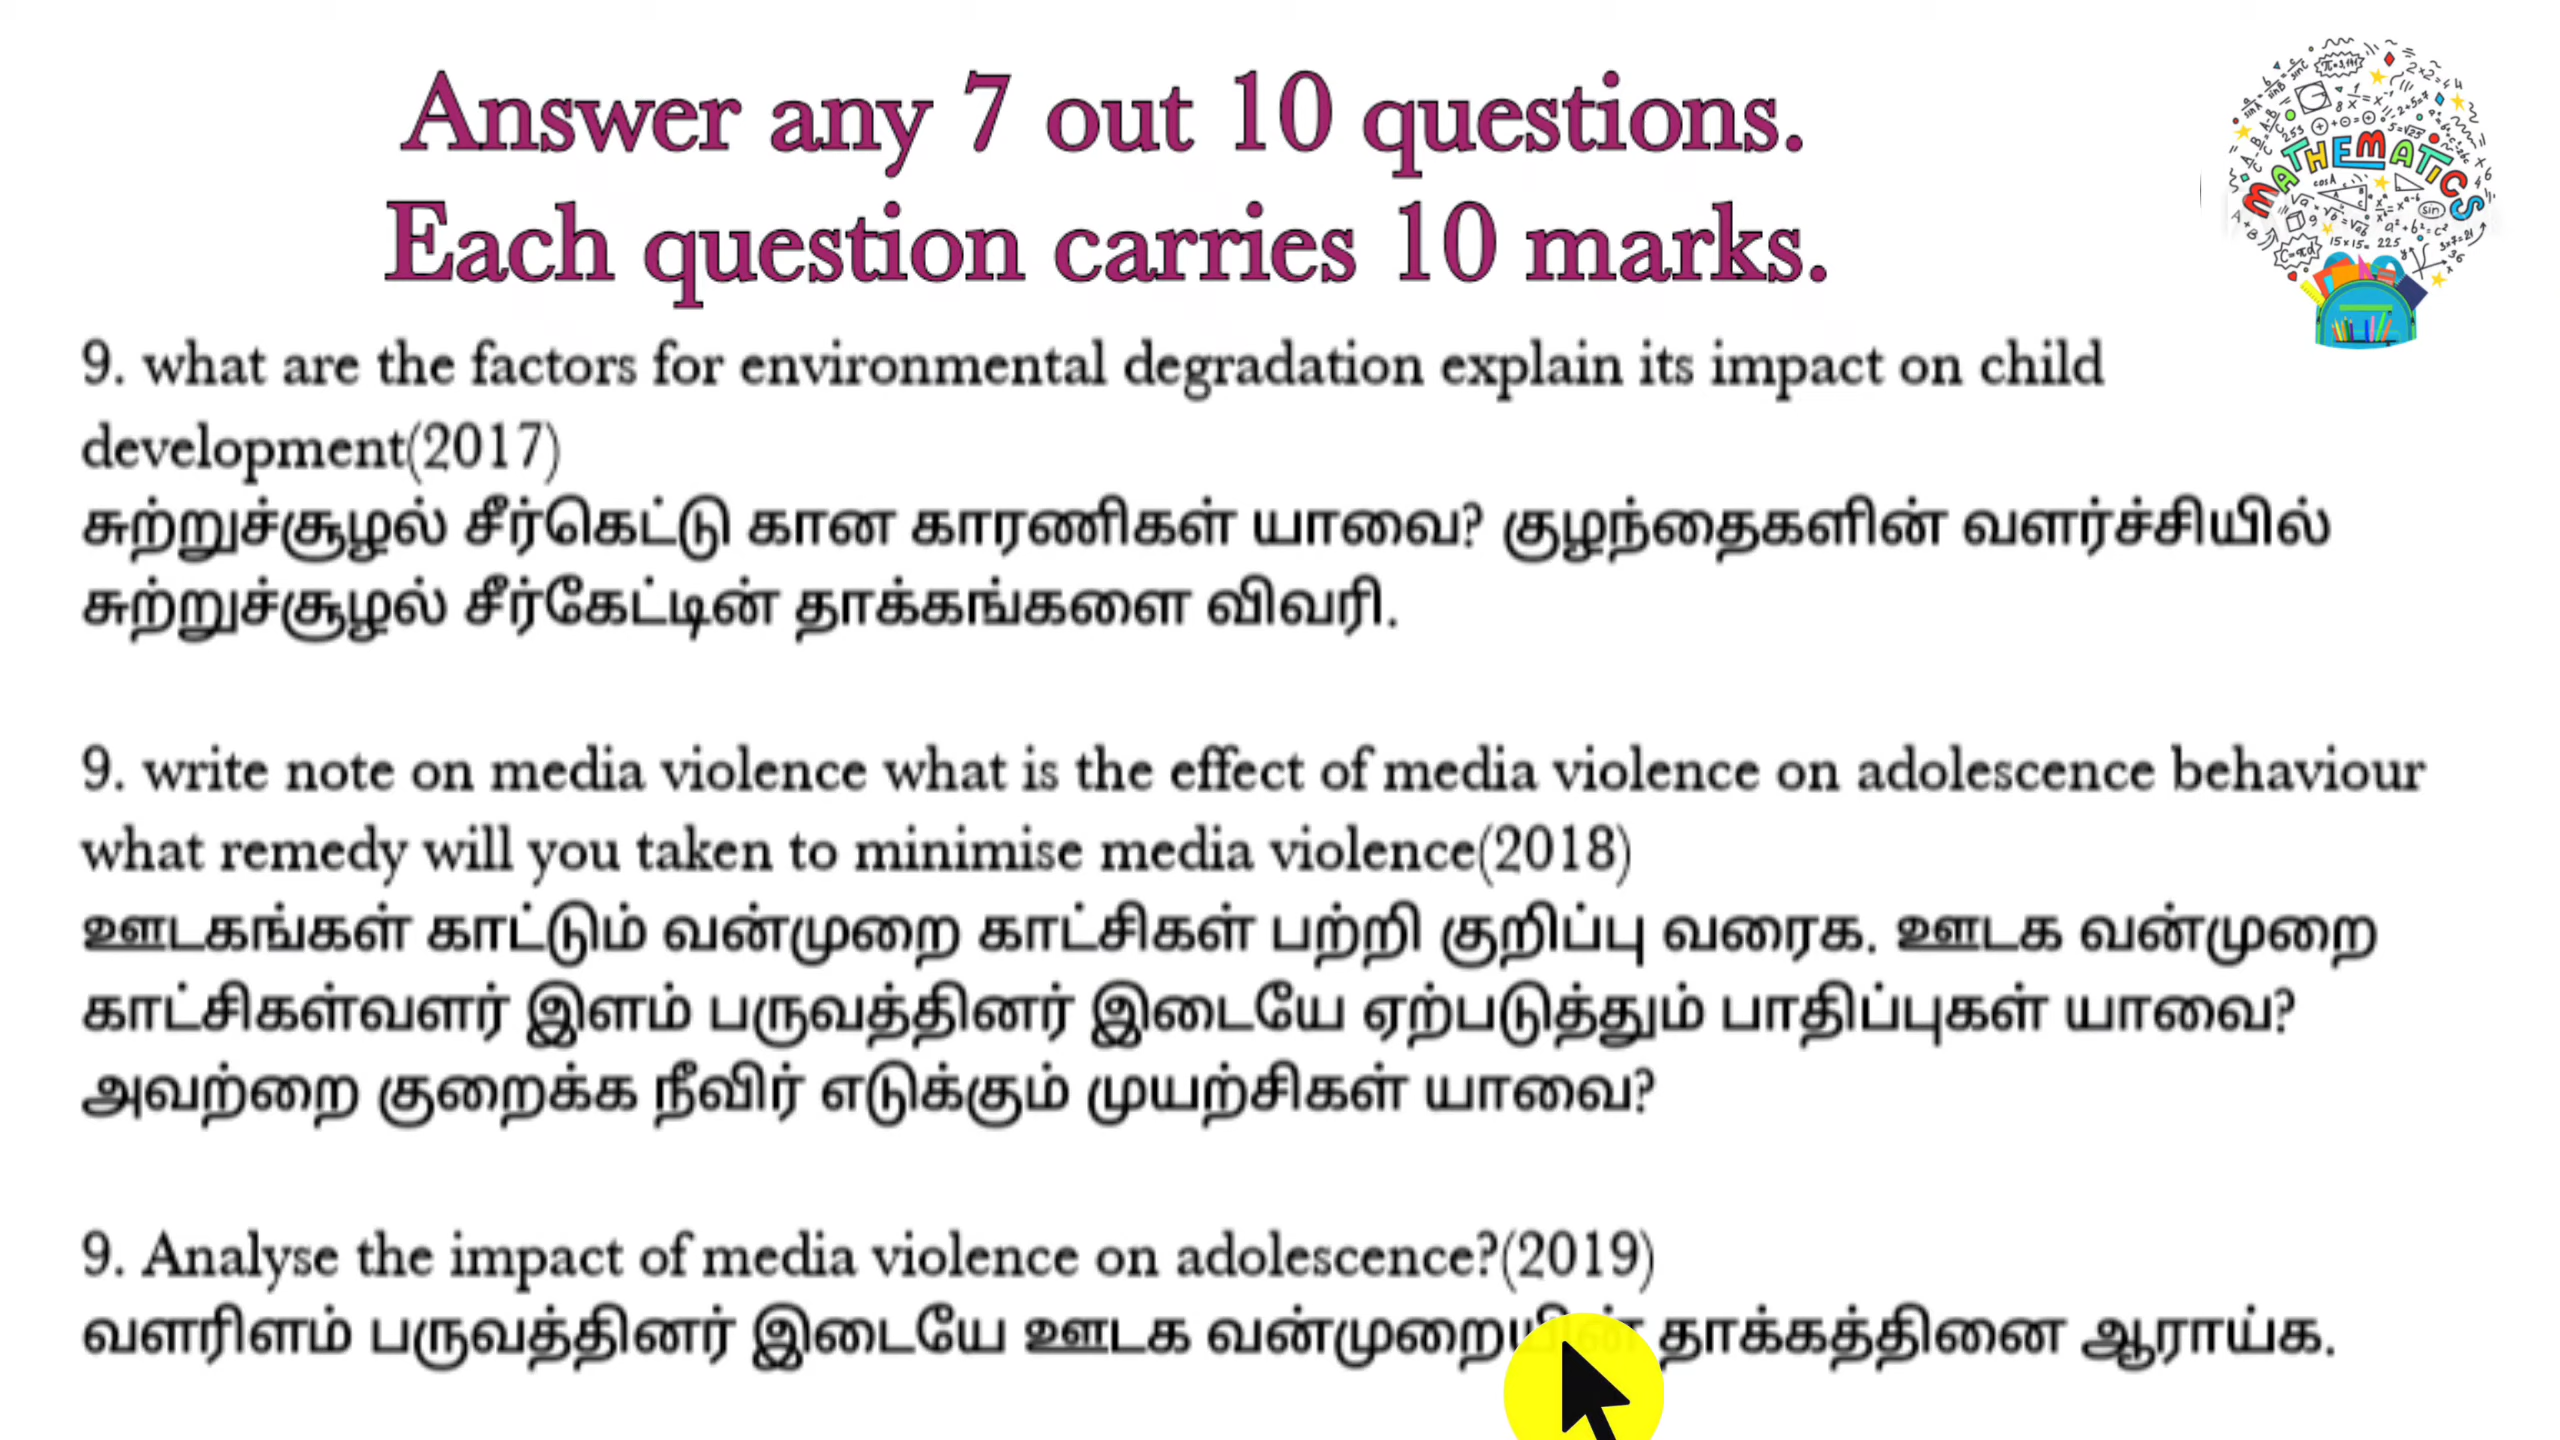 Answer any 7 out 10 questions.
Each question carries 10 marks.
MATHEMATICS
9. what are the factors for environmental degradation explain its impact on child
development(2017)
சுற்றுச்சூழல் சீர்கெட்டு கான காரணிகள் யாவை? குழந்தைகளின் வளர்ச்சியில்
சுற்றுச்சூழல் சீர்கேட்டின் தாக்கங்களை விவரி.
9. write note on media violence what is the effect of media violence on adolescence behaviour
what remedy will you taken to minimise media violence(2018)
ஊடகங்கள் காட்டும் வன்முறை காட்சிகள் பற்றி குறிப்பு வரைக. ஊடக வன்முறை
காட்சிகள்வளர் இளம் பருவத்தினர் இடையே ஏற்படுத்தும் பாதிப்புகள் யாவை?
அவற்றை குறைக்க நீவிர் எடுக்கும் முயற்சிகள் யாவை?
9. Analyse the impact of media violence on adolescence?(2019)
வளரிளம் பருவத்தினர் இடையே ஊடக வன்முறையின் தாக்கத்தினை ஆராய்க.